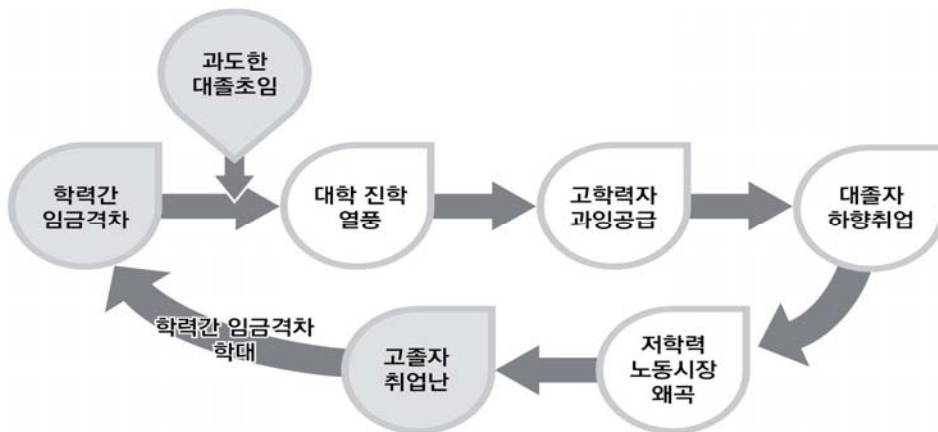 과도한
대졸초임
학력간
임금격차
대학 진학
열풍
고학력자
과잉공급
대졸자
하향취업
저학력
노동시장
왜곡
고졸자
취업난
학력간 임금격차
학대